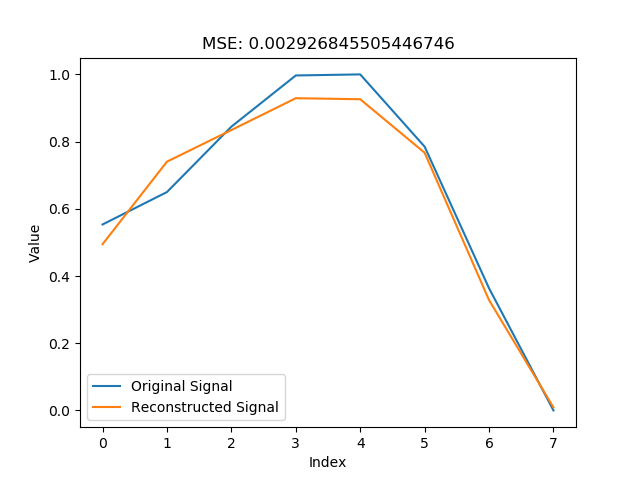 MSE: 0.002926845505446746
1.0
0.8
0.6
0.4
0.2
0.0
Value
Original Signal
Reconstructed Signal
0 1 2 3 4 5 6 7
Index